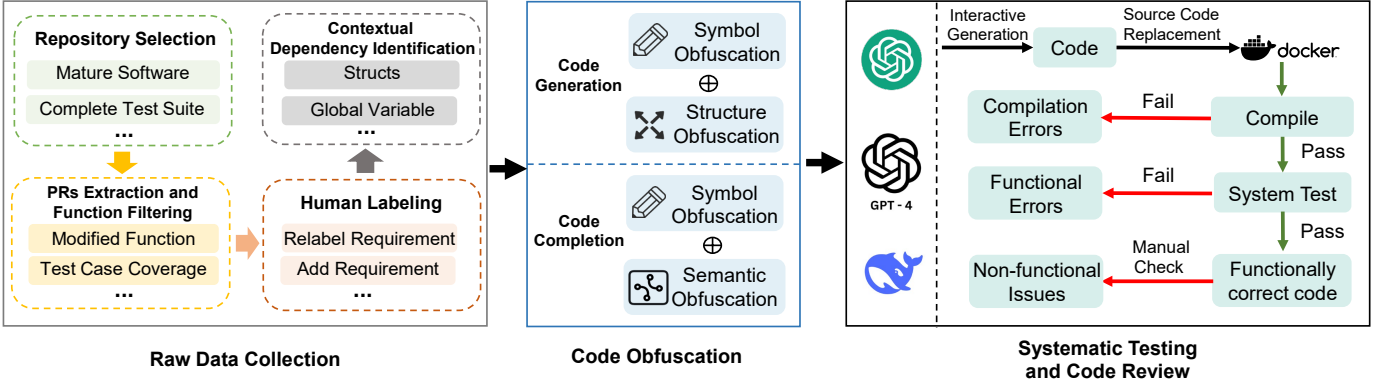 Repository Selection
Mature Software
Complete Test Suite
...
PRs Extraction and
Function Filtering
Modified Function
Test Case Coverage
...
Human Labeling
Relabel Requirement
Add Requirement
...
Contextual
Dependency Identification
Structs
Global Variable
...
Raw Data Collection
Code
Generation
Symbol
Obfuscation
Structure
Obfuscation
Code
Completion
Symbol
Obfuscation
Semantic
Obfuscation
Code Obfuscation
GPT - 4
Interactive
Generation
Code
Source Code
Replacement
docker
Compile
Fail
Compilation
Errors
Pass
System Test
Fail
Functional
Errors
Pass
Functionally
correct code
Manual
Check
Non-functional
Issues
Systematic Testing
and Code Review